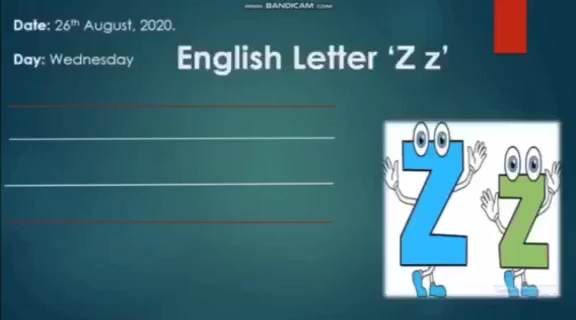 www.BANDICAM.COM
Date: 26th August, 2020.
Day: Wednesday
English Letter ‘Z z’
Z z